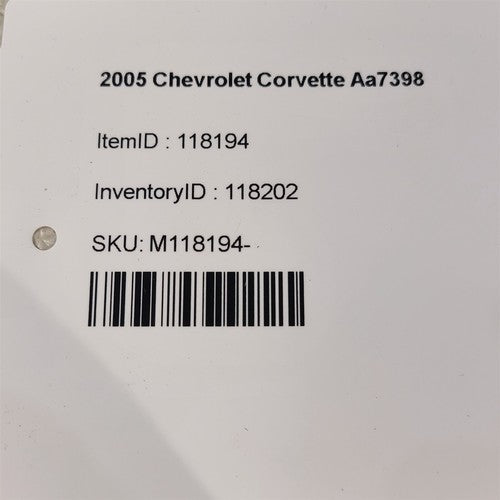 2005 Chevrolet Corvette Aa7398
ItemID : 118194
InventoryID : 118202
SKU: M118194-